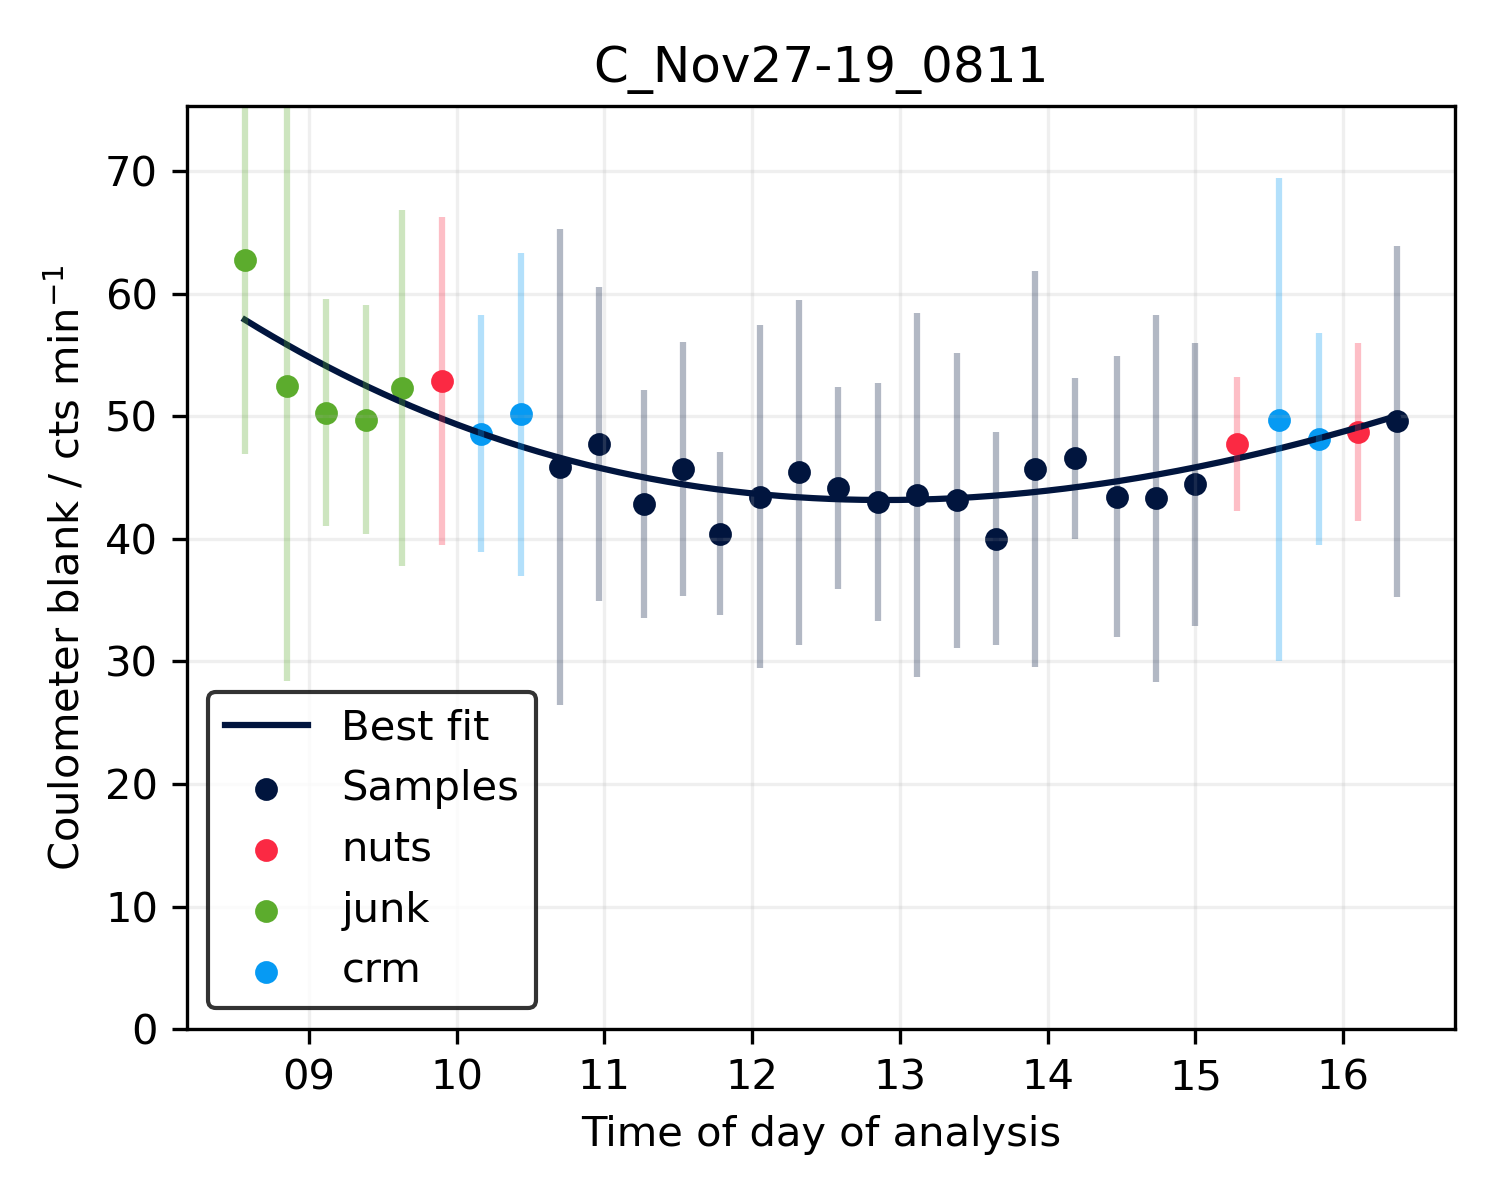 C_Nov27-19_0811
Coulometer blank / cts min⁻¹
70
60
50
40
30
20
10
0
Best fit
Samples
nuts
junk
crm
09 10 11 12 13 14 15 16
Time of day of analysis